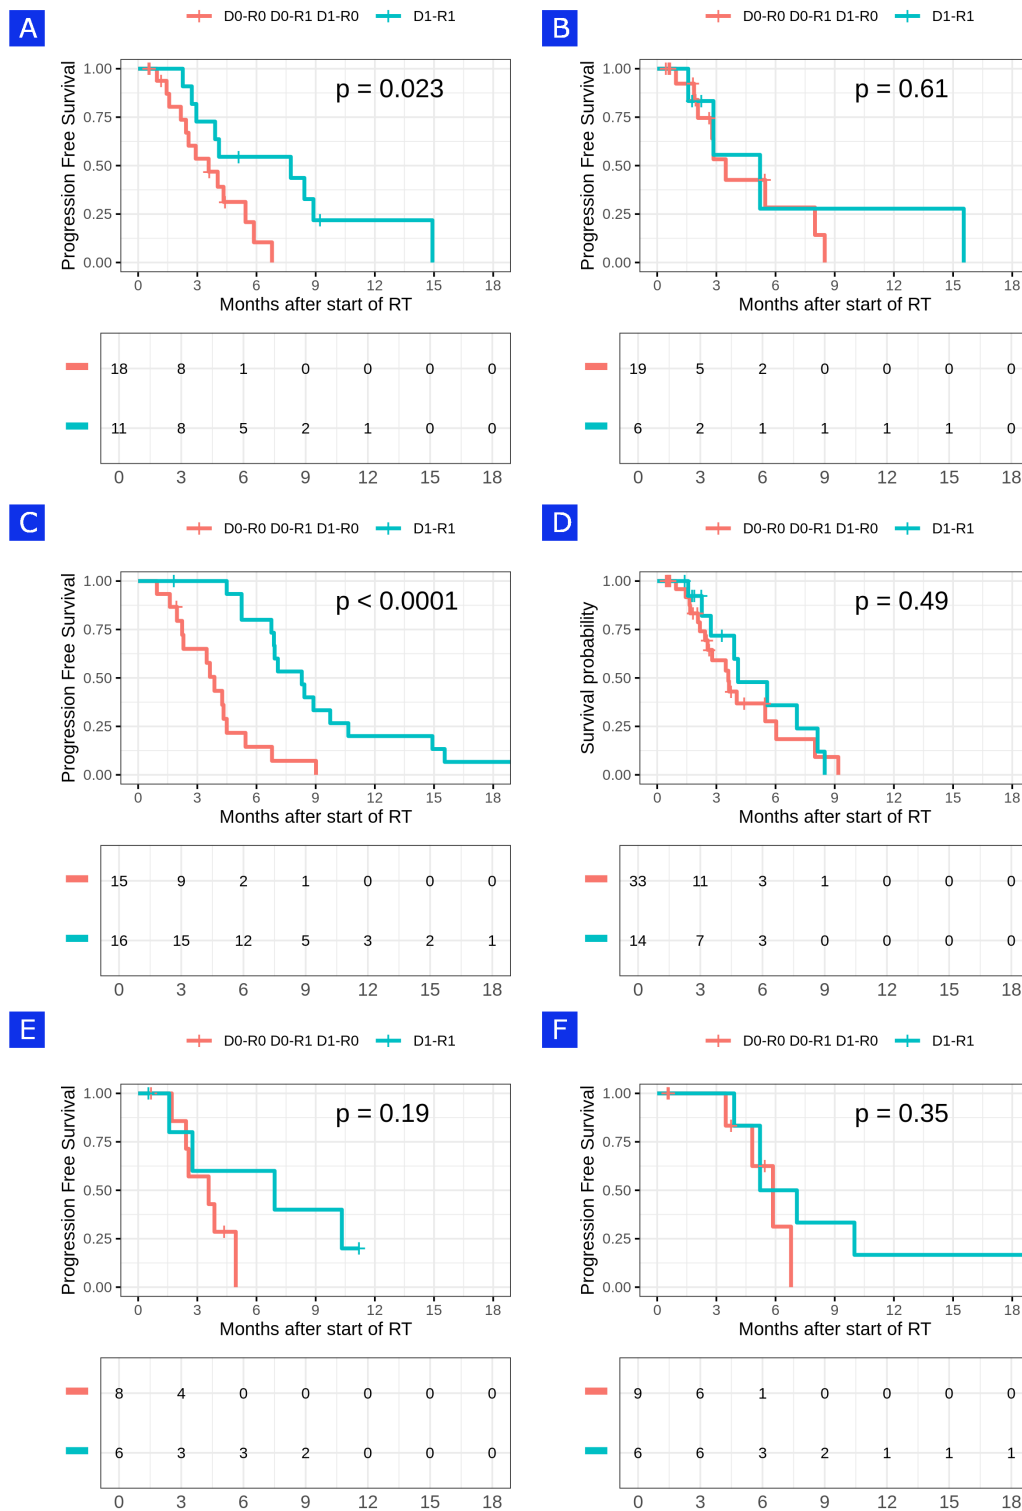 A
D0-R0 D0-R1 D1-R0 D1-R1
p = 0.023
Progression Free Survival
1.00
0.75
0.50
0.25
0.00
0 3 6 9 12 15 18
Months after start of RT
18 8 1 0 0 0 0
11 8 5 2 1 0 0
0 3 6 9 12 15 18
B
D0-R0 D0-R1 D1-R0 D1-R1
p = 0.61
Progression Free Survival
1.00
0.75
0.50
0.25
0.00
0 3 6 9 12 15 18
Months after start of RT
19 5 2 0 0 0 0
6 2 1 1 1 1 0
0 3 6 9 12 15 18
C
D0-R0 D0-R1 D1-R0 D1-R1
p < 0.0001
Progression Free Survival
1.00
0.75
0.50
0.25
0.00
0 3 6 9 12 15 18
Months after start of RT
15 9 2 1 0 0 0
16 15 12 5 3 2 1
0 3 6 9 12 15 18
D
D0-R0 D0-R1 D1-R0 D1-R1
p = 0.49
Survival probability
1.00
0.75
0.50
0.25
0.00
0 3 6 9 12 15 18
Months after start of RT
33 11 3 1 0 0 0
14 7 3 0 0 0 0
0 3 6 9 12 15 18
E
D0-R0 D0-R1 D1-R0 D1-R1
p = 0.19
Progression Free Survival
1.00
0.75
0.50
0.25
0.00
0 3 6 9 12 15 18
Months after start of RT
8 4 0 0 0 0 0
6 3 3 2 0 0 0
0 3 6 9 12 15 18
F
D0-R0 D0-R1 D1-R0 D1-R1
p = 0.35
Progression Free Survival
1.00
0.75
0.50
0.25
0.00
0 3 6 9 12 15 18
Months after start of RT
9 6 1 0 0 0 0
6 6 3 2 1 1 1
0 3 6 9 12 15 18